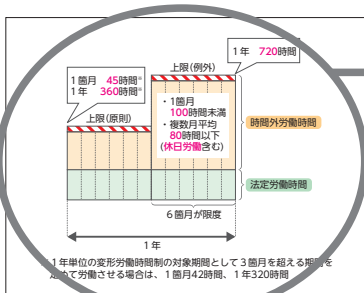 1年 720時間
上限(例外)
1箇月 45時間※
1年 360時間※
・1箇月
100時間未満
・複数月平均
80時間以下
(休日労働含む)
上限(原則)
時間外労働時間
法定労働時間
6箇月が限度
1年
1年単位の変形労働時間制の対象期間として3箇月を超える期間を
定めて労働させる場合は、1箇月42時間、1年320時間